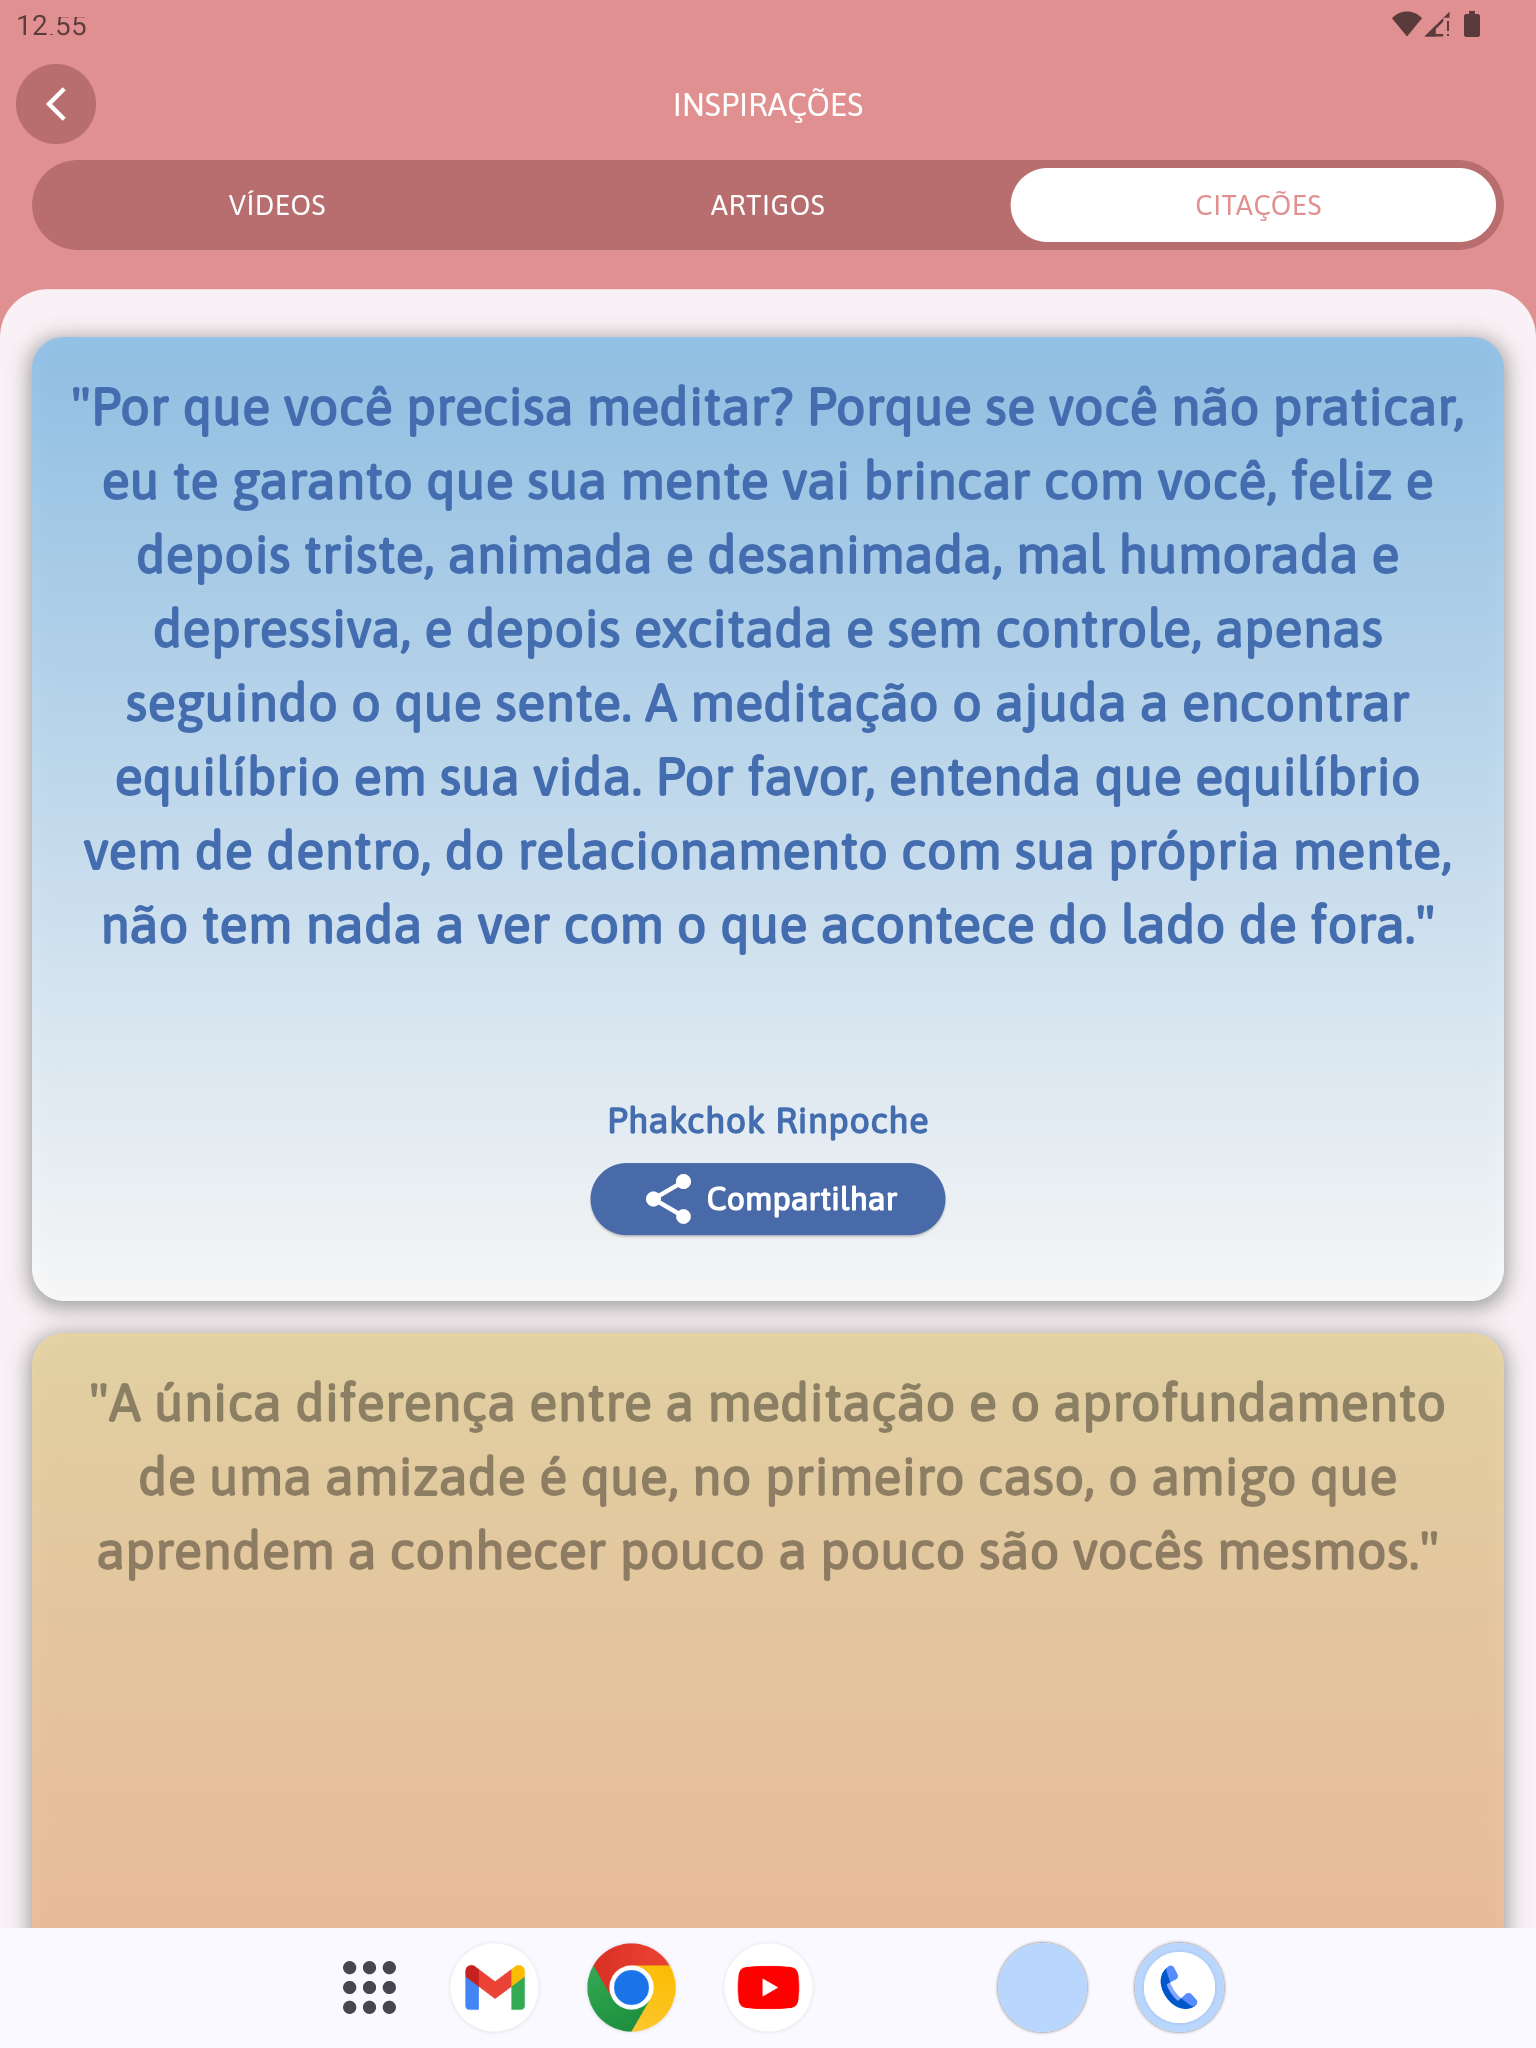 12.55
INSPIRAÇÕES
VÍDEOS
ARTIGOS
CITAÇÕES
"Por que você precisa meditar? Porque se você não praticar,
eu te garanto que sua mente vai brincar com você, feliz e
depois triste, animada e desanimada, mal humorada e
depressiva, e depois excitada e sem controle, apenas
seguindo o que sente. A meditação o ajuda a encontrar
equilíbrio em sua vida. Por favor, entenda que equilíbrio
vem de dentro, do relacionamento com sua própria mente,
não tem nada a ver com o que acontece do lado de fora."
Phakchok Rinpoche
Compartilhar
"A única diferença entre a meditação e o aprofundamento
de uma amizade é que, no primeiro caso, o amigo que
aprendem a conhecer pouco a pouco são vocês mesmos."